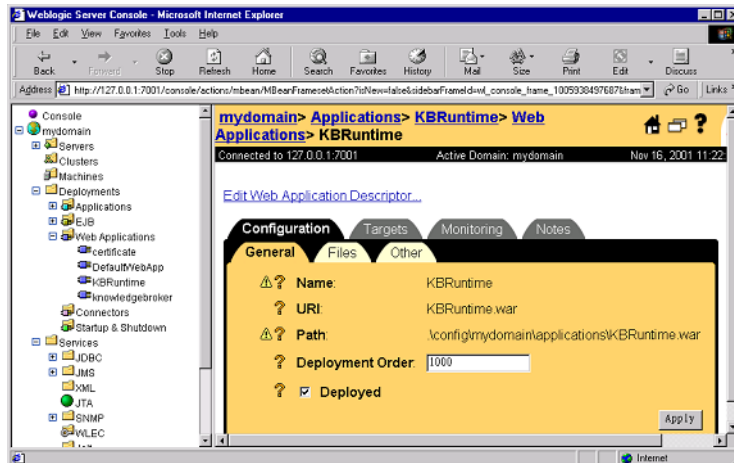 Weblogic Server Console - Microsoft Internet Explorer
File Edit View Favorites Tools Help
Back Forward Stop Refresh Home Search Favorites History Mail Size Print Edit Discuss
Address http://127.0.0.1:7001/console/actions/mbean/MBeanFramesetAction?isNew=false&sidebarFrameId=wl_console_frame_1005938497687&fram Go Links
Console
mydomain
Servers
Clusters
Machines
Deployments
Applications
EJB
Web Applications
certificate
DefaultWebApp
KBRuntime
knowledgebroker
Connectors
Startup & Shutdown
Services
JDBC
JMS
XML
JTA
SNMP
WLEC
mydomain> Applications> KBRuntime> Web
Applications> KBRuntime
Connected to 127.0.0.1:7001 Active Domain: mydomain Nov 16, 2001 11:22:
Edit Web Application Descriptor...
Configuration Targets Monitoring Notes
General Files Other
? Name: KBRuntime
? URI: KBRuntime.war
? Path: .\config\mydomain\applications\KBRuntime.war
? Deployment Order: 1000
? Deployed
Apply
Internet